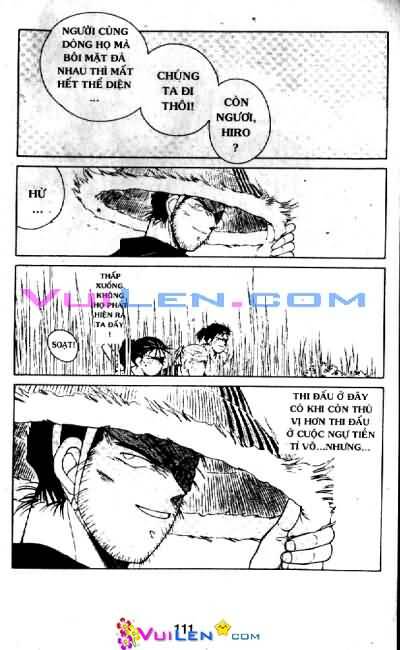 NGƯỜI CÙNG
DÒNG HỌ MÀ
BÔI MẶT ĐÁ
NHAU THÌ MẤT
HẾT THỂ DIỆN
...
CHÚNG
TA ĐI
THÔI!
CÒN
NGƯƠI,
HIRO
?
HỪ
...
THẤP
XUỐNG
KHÔNG
HỌ PHÁT
HIỆN RA
TA ĐẤY
!
SOẠT!
VUILEN.COM
THI ĐẤU Ở ĐÂY
CÓ KHI CÒN THÚ
VỊ HƠN THI ĐẤU
Ở CUỘC NGỰ TIỀN
TỈ VÕ...NHƯNG...
111
VUILEN
.COM